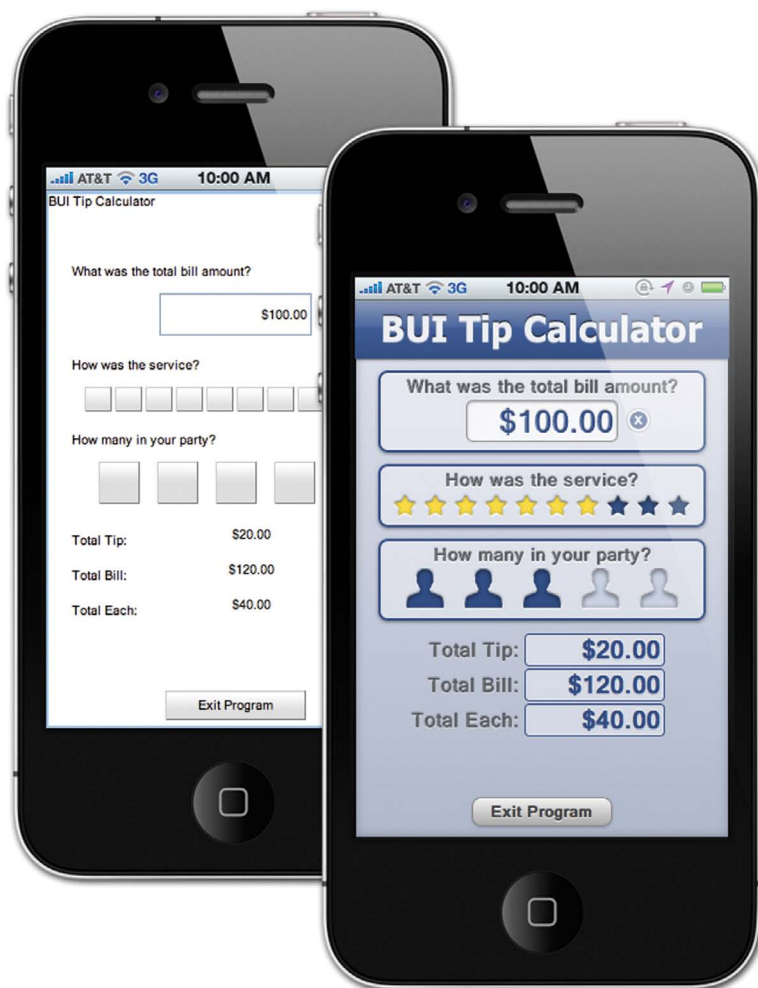 AT&T 3G 10:00 AM
BUI Tip Calculator
What was the total bill amount?
$100.00
How was the service?
How many in your party?
Total Tip: $20.00
Total Bill: $120.00
Total Each: $40.00
Exit Program
AT&T 3G 10:00 AM
BUI Tip Calculator
What was the total bill amount?
$100.00
How was the service?
How many in your party?
Total Tip: $20.00
Total Bill: $120.00
Total Each: $40.00
Exit Program